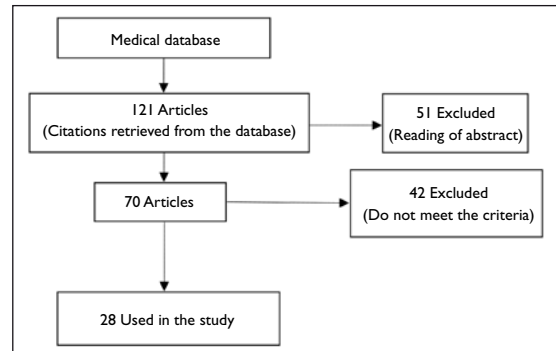 Medical database
121 Articles
(Citations retrieved from the database)
51 Excluded
(Reading of abstract)
70 Articles
42 Excluded
(Do not meet the criteria)
28 Used in the study